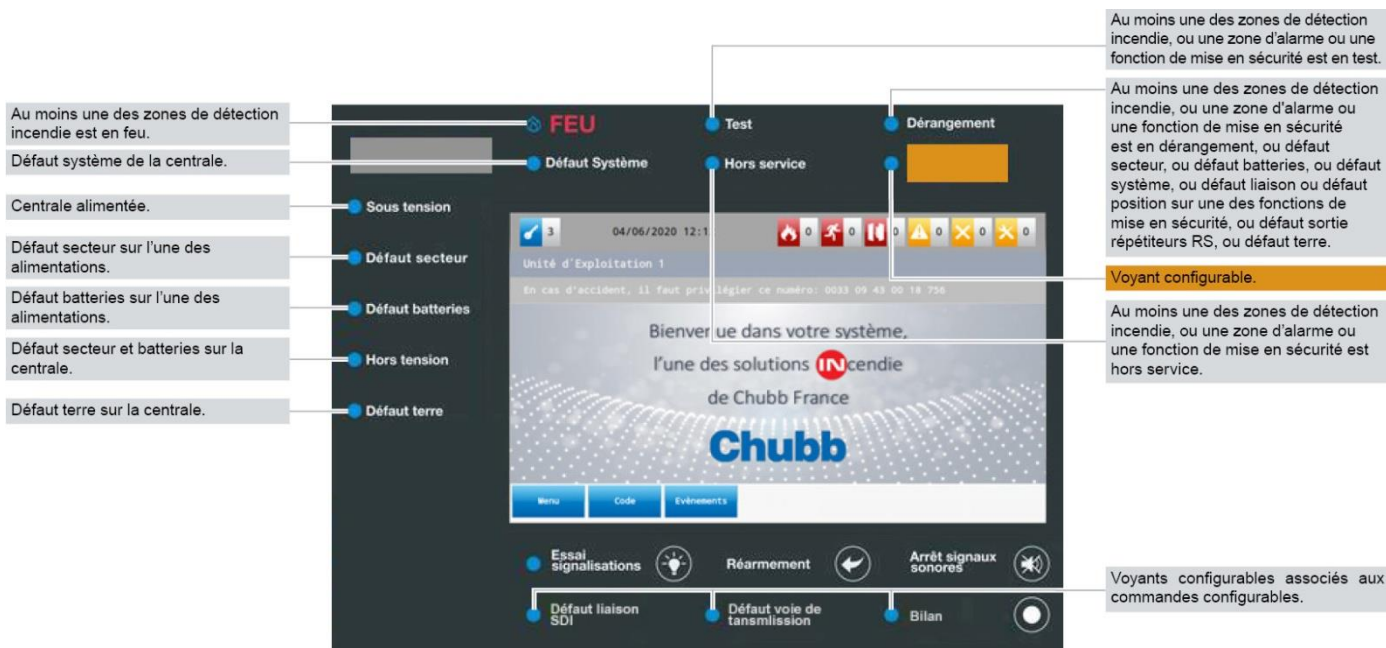 Au moins une des zones de détection
incendie, ou une zone d'alarme ou une
fonction de mise en sécurité est en test.
Au moins une des zones de détection
incendie est en feu.
Défaut système de la centrale.
Centrale alimentée.
Défaut secteur sur l'une des
alimentations.
Défaut batteries sur l'une des
alimentations.
Défaut secteur et batteries sur la
centrale.
Défaut terre sur la centrale.
FEU
Test
Dérangement
Défaut Système
Hors service
Sous tension
Défaut secteur
Défaut batteries
Hors tension
Défaut terre
3
04/06/2020 12:1
0
0
0
0
0
0
Unité d'Exploitation 1
En cas d'accident, il faut privilégier ce numéro: 0033 09 43 00 18 756
Bienvenue dans votre système,
l'une des solutions INcendie
de Chubb France
Chubb
Menu
Code
Evènements
Essai
signalisations
Réarmement
Arrêt signaux
sonores
Défaut liaison
SDI
Défaut voie de
tansmlission
Bilan
Au moins une des zones de détection
incendie, ou une zone d'alarme ou
une fonction de mise en sécurité
est en dérangement, ou défaut
secteur, ou défaut batteries, ou défaut
système, ou défaut liaison ou défaut
position sur une des fonctions de
mise en sécurité, ou défaut sortie
répétiteurs RS, ou défaut terre.
Voyant configurable.
Au moins une des zones de détection
incendie, ou une zone d'alarme ou
une fonction de mise en sécurité est
hors service.
Voyants configurables associés aux
commandes configurables.